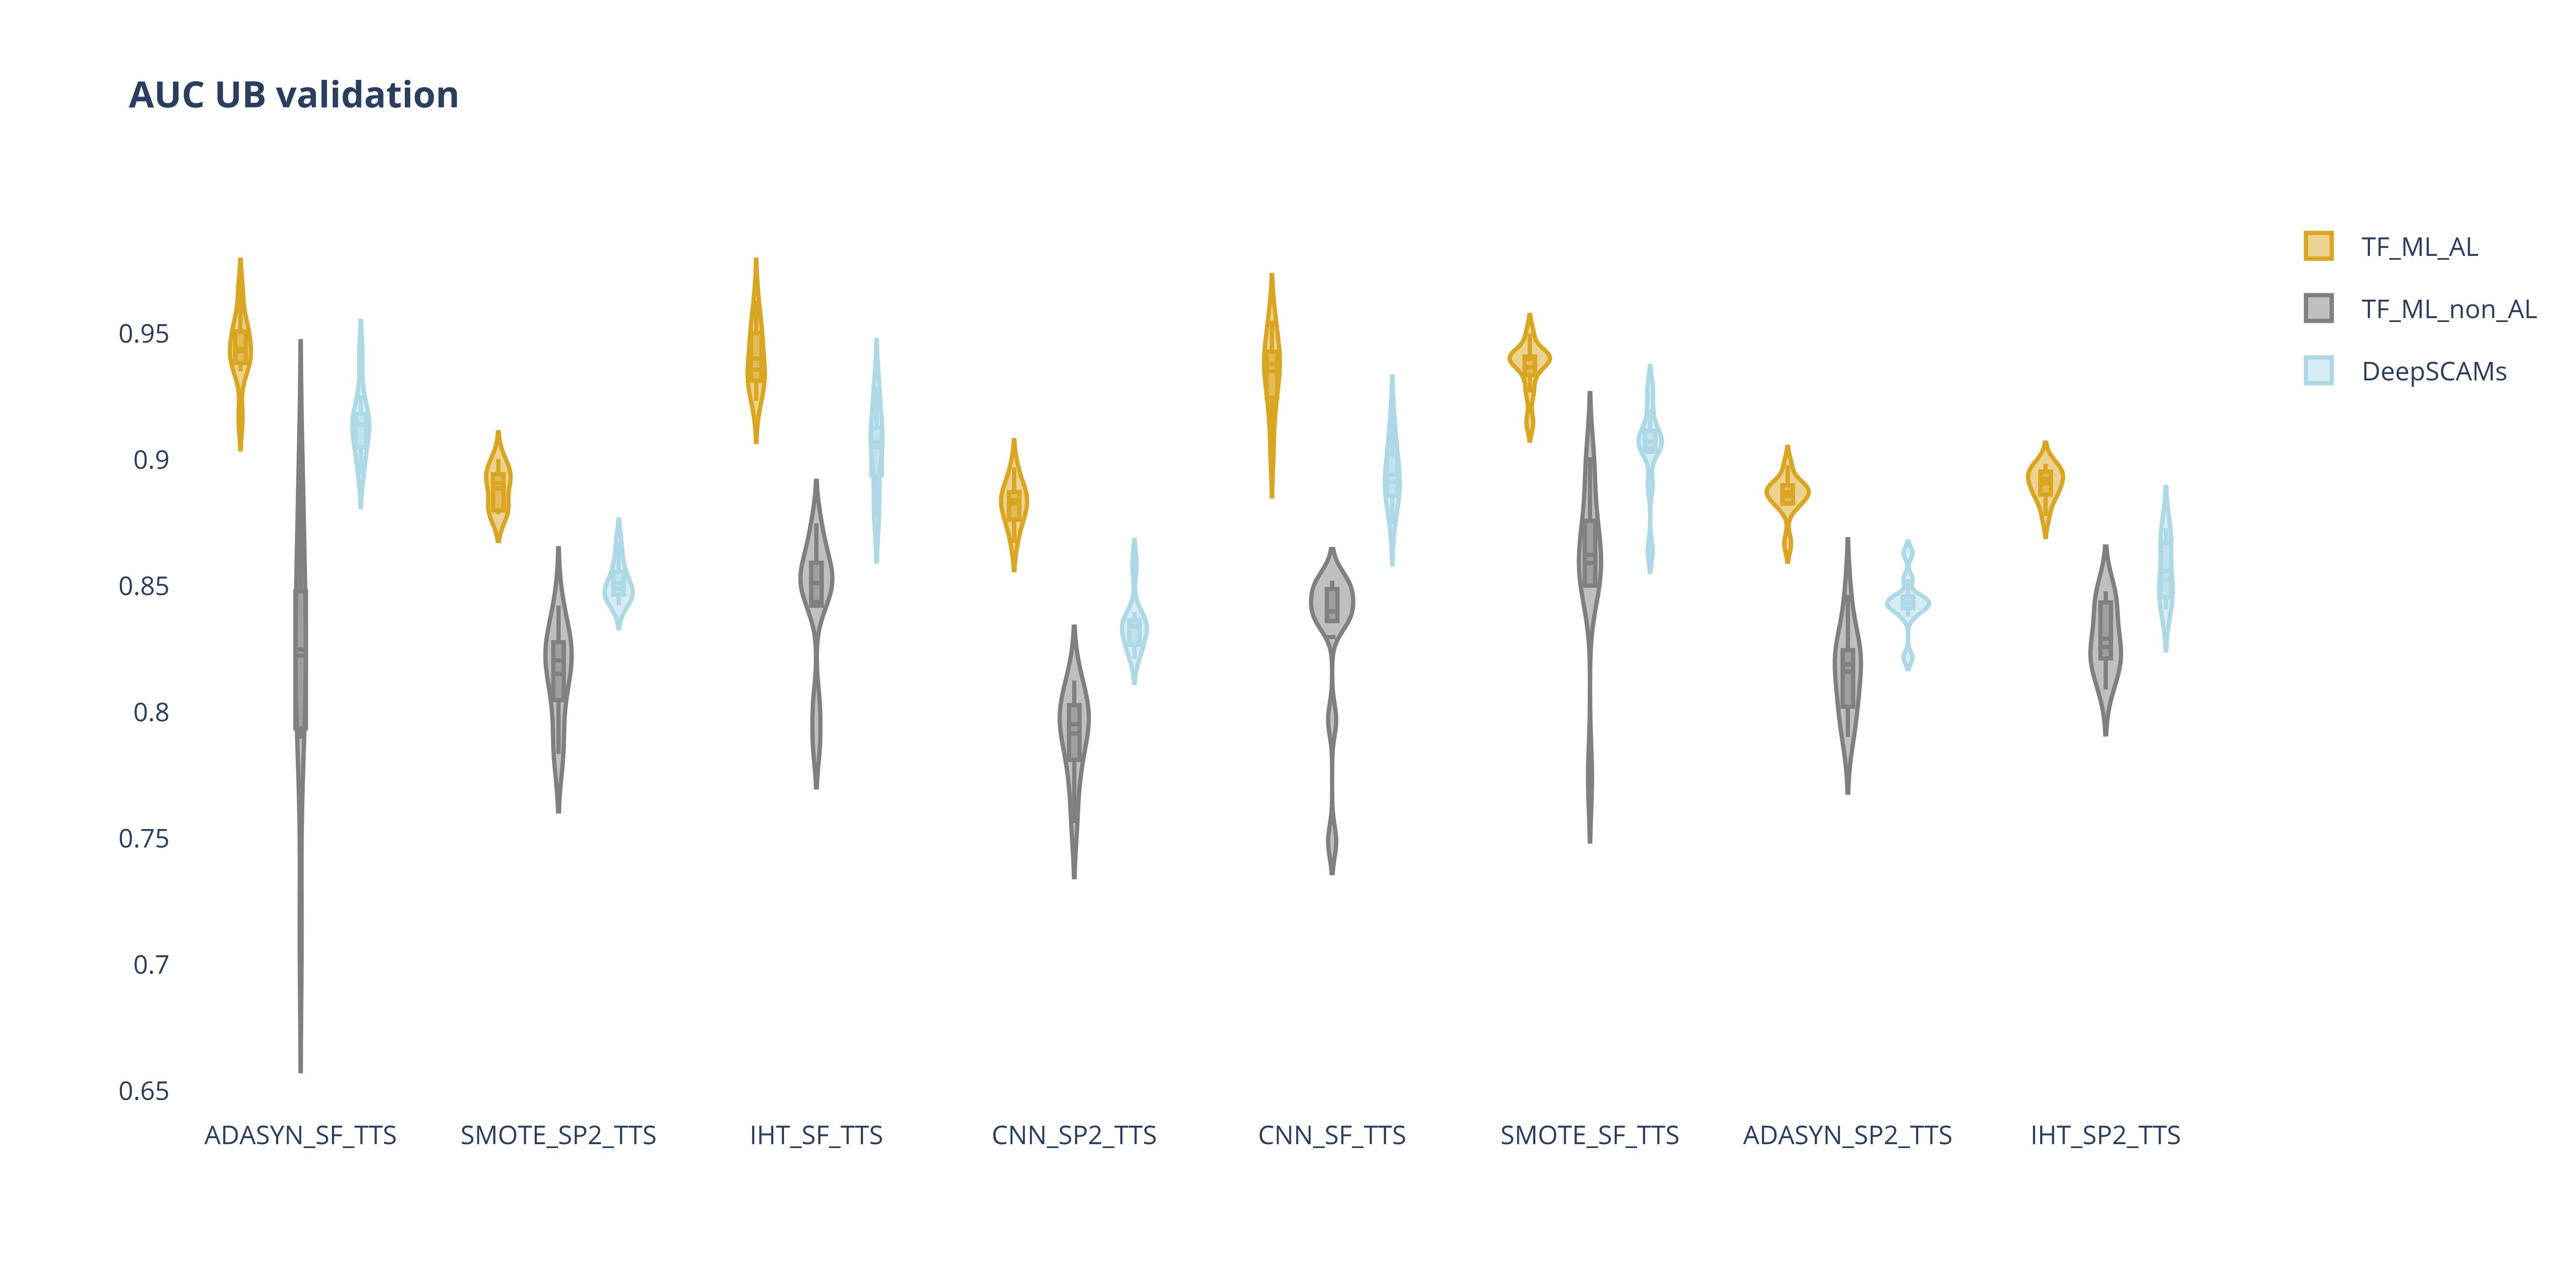 AUC UB validation
TF_ML_AL
TF_ML_non_AL
DeepSCAMs
0.95
0.9
0.85
0.8
0.75
0.7
0.65
ADASYN_SF_TTS
SMOTE_SP2_TTS
IHT_SF_TTS
CNN_SP2_TTS
CNN_SF_TTS
SMOTE_SF_TTS
ADASYN_SP2_TTS
IHT_SP2_TTS